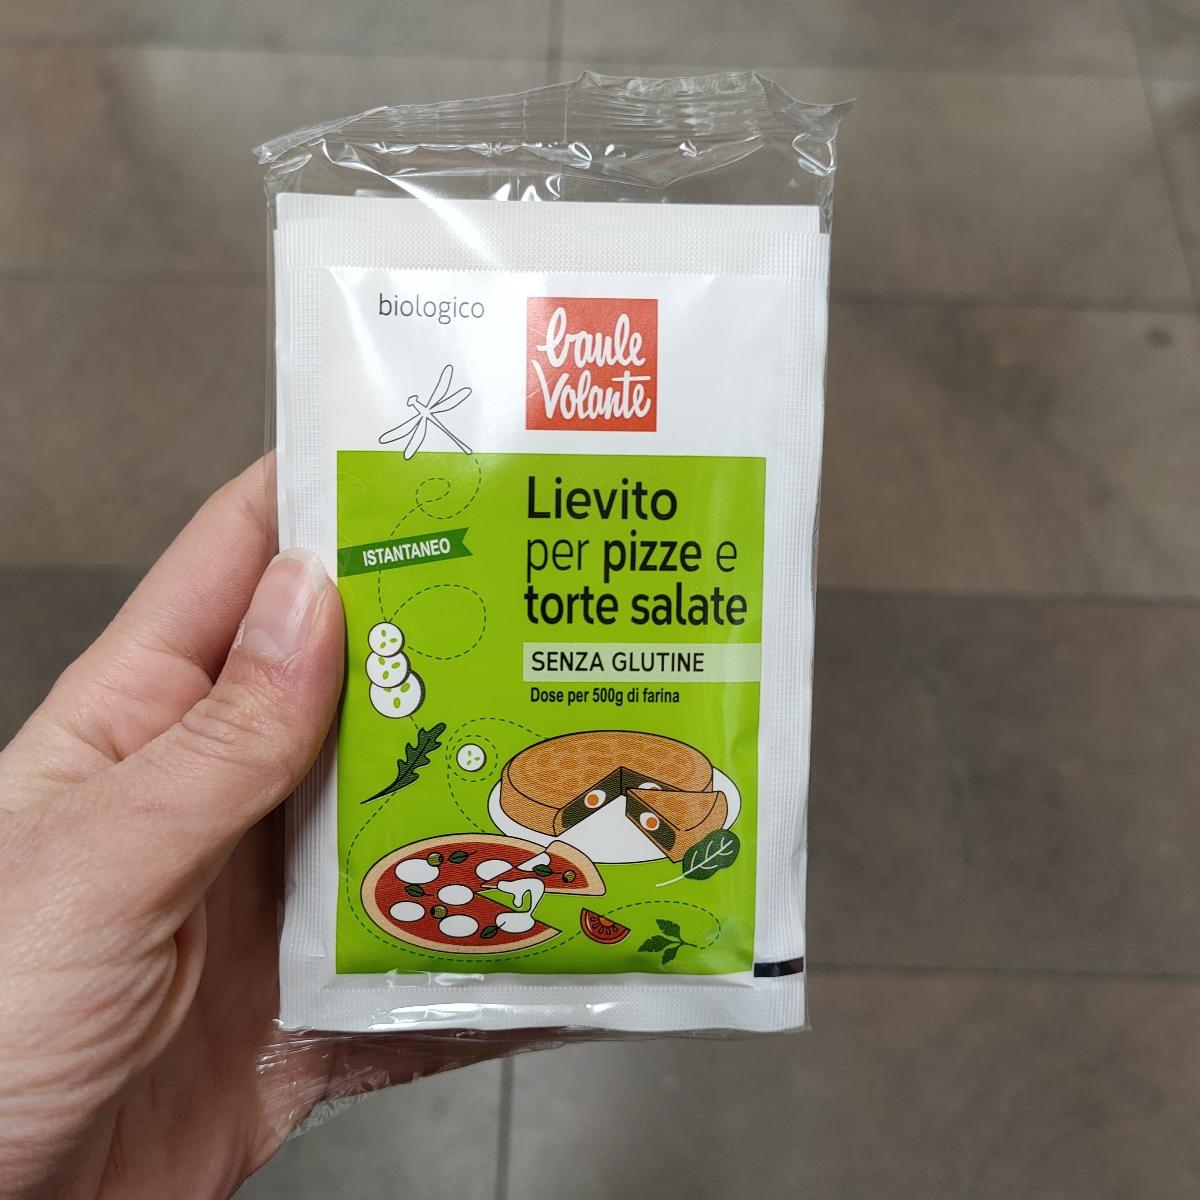 biologico
baule
volante
Lievito
per pizze e
torte salate
ISTANTANEO
SENZA GLUTINE
Dose per 500g di farina